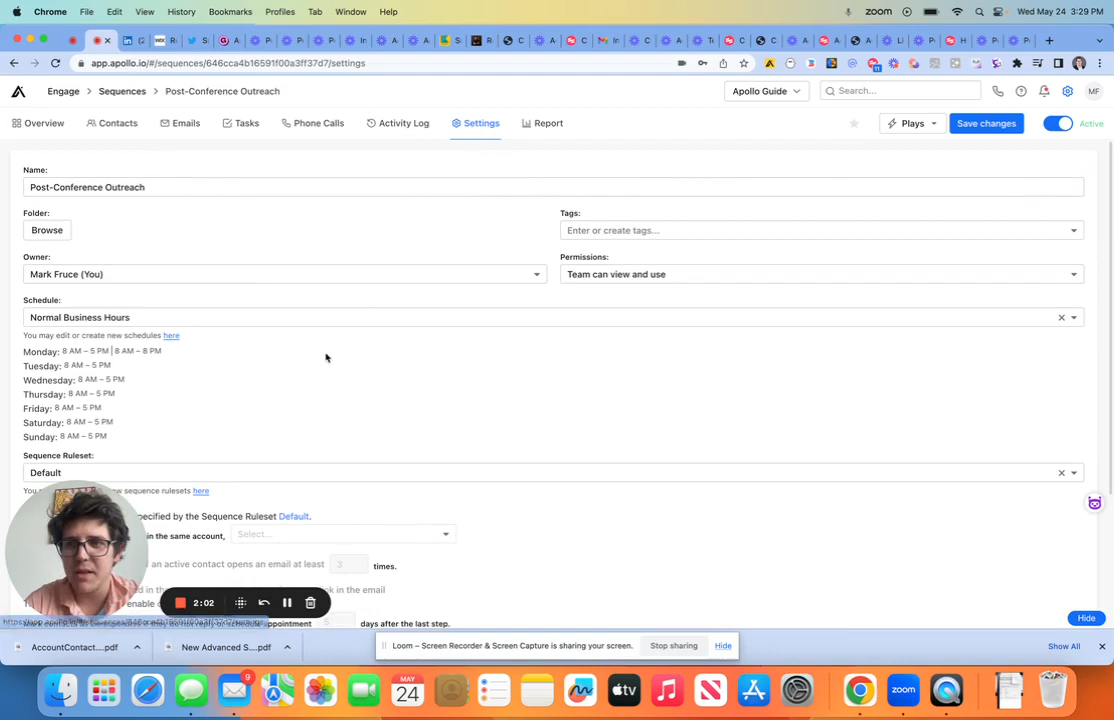 Chrome File Edit View History Bookmarks Profiles Tab Window Help zoom Wed May 24 3:29 PM
app.apollo.io/#/sequences/646cca4b16591f00a3ff37d7/settings
Engage > Sequences > Post-Conference Outreach Apollo Guide Search... MF
Overview Contacts Emails Tasks Phone Calls Activity Log Settings Report Plays Save changes Active
Name:
Post-Conference Outreach
Folder: Tags:
Browse Enter or create tags...
Owner: Permissions:
Mark Fruce (You) Team can view and use
Schedule:
Normal Business Hours
You may edit or create new schedules here
Monday: 8 AM – 5 PM | 8 AM – 8 PM
Tuesday: 8 AM – 5 PM
Wednesday: 8 AM – 5 PM
Thursday: 8 AM – 5 PM
Friday: 8 AM – 5 PM
Saturday: 8 AM – 5 PM
Sunday: 8 AM – 5 PM
Sequence Ruleset:
Default
sequence rulesets here
pecified by the Sequence Ruleset Default.
in the same account, Select...
an active contact opens an email at least 3 times.
in the email
enable
2:02
days after the last step.
Hide
Loom – Screen Recorder & Screen Capture is sharing your screen. Stop sharing Hide
AccountContact....pdf New Advanced S....pdf Show All
9
MAY
24
zoom